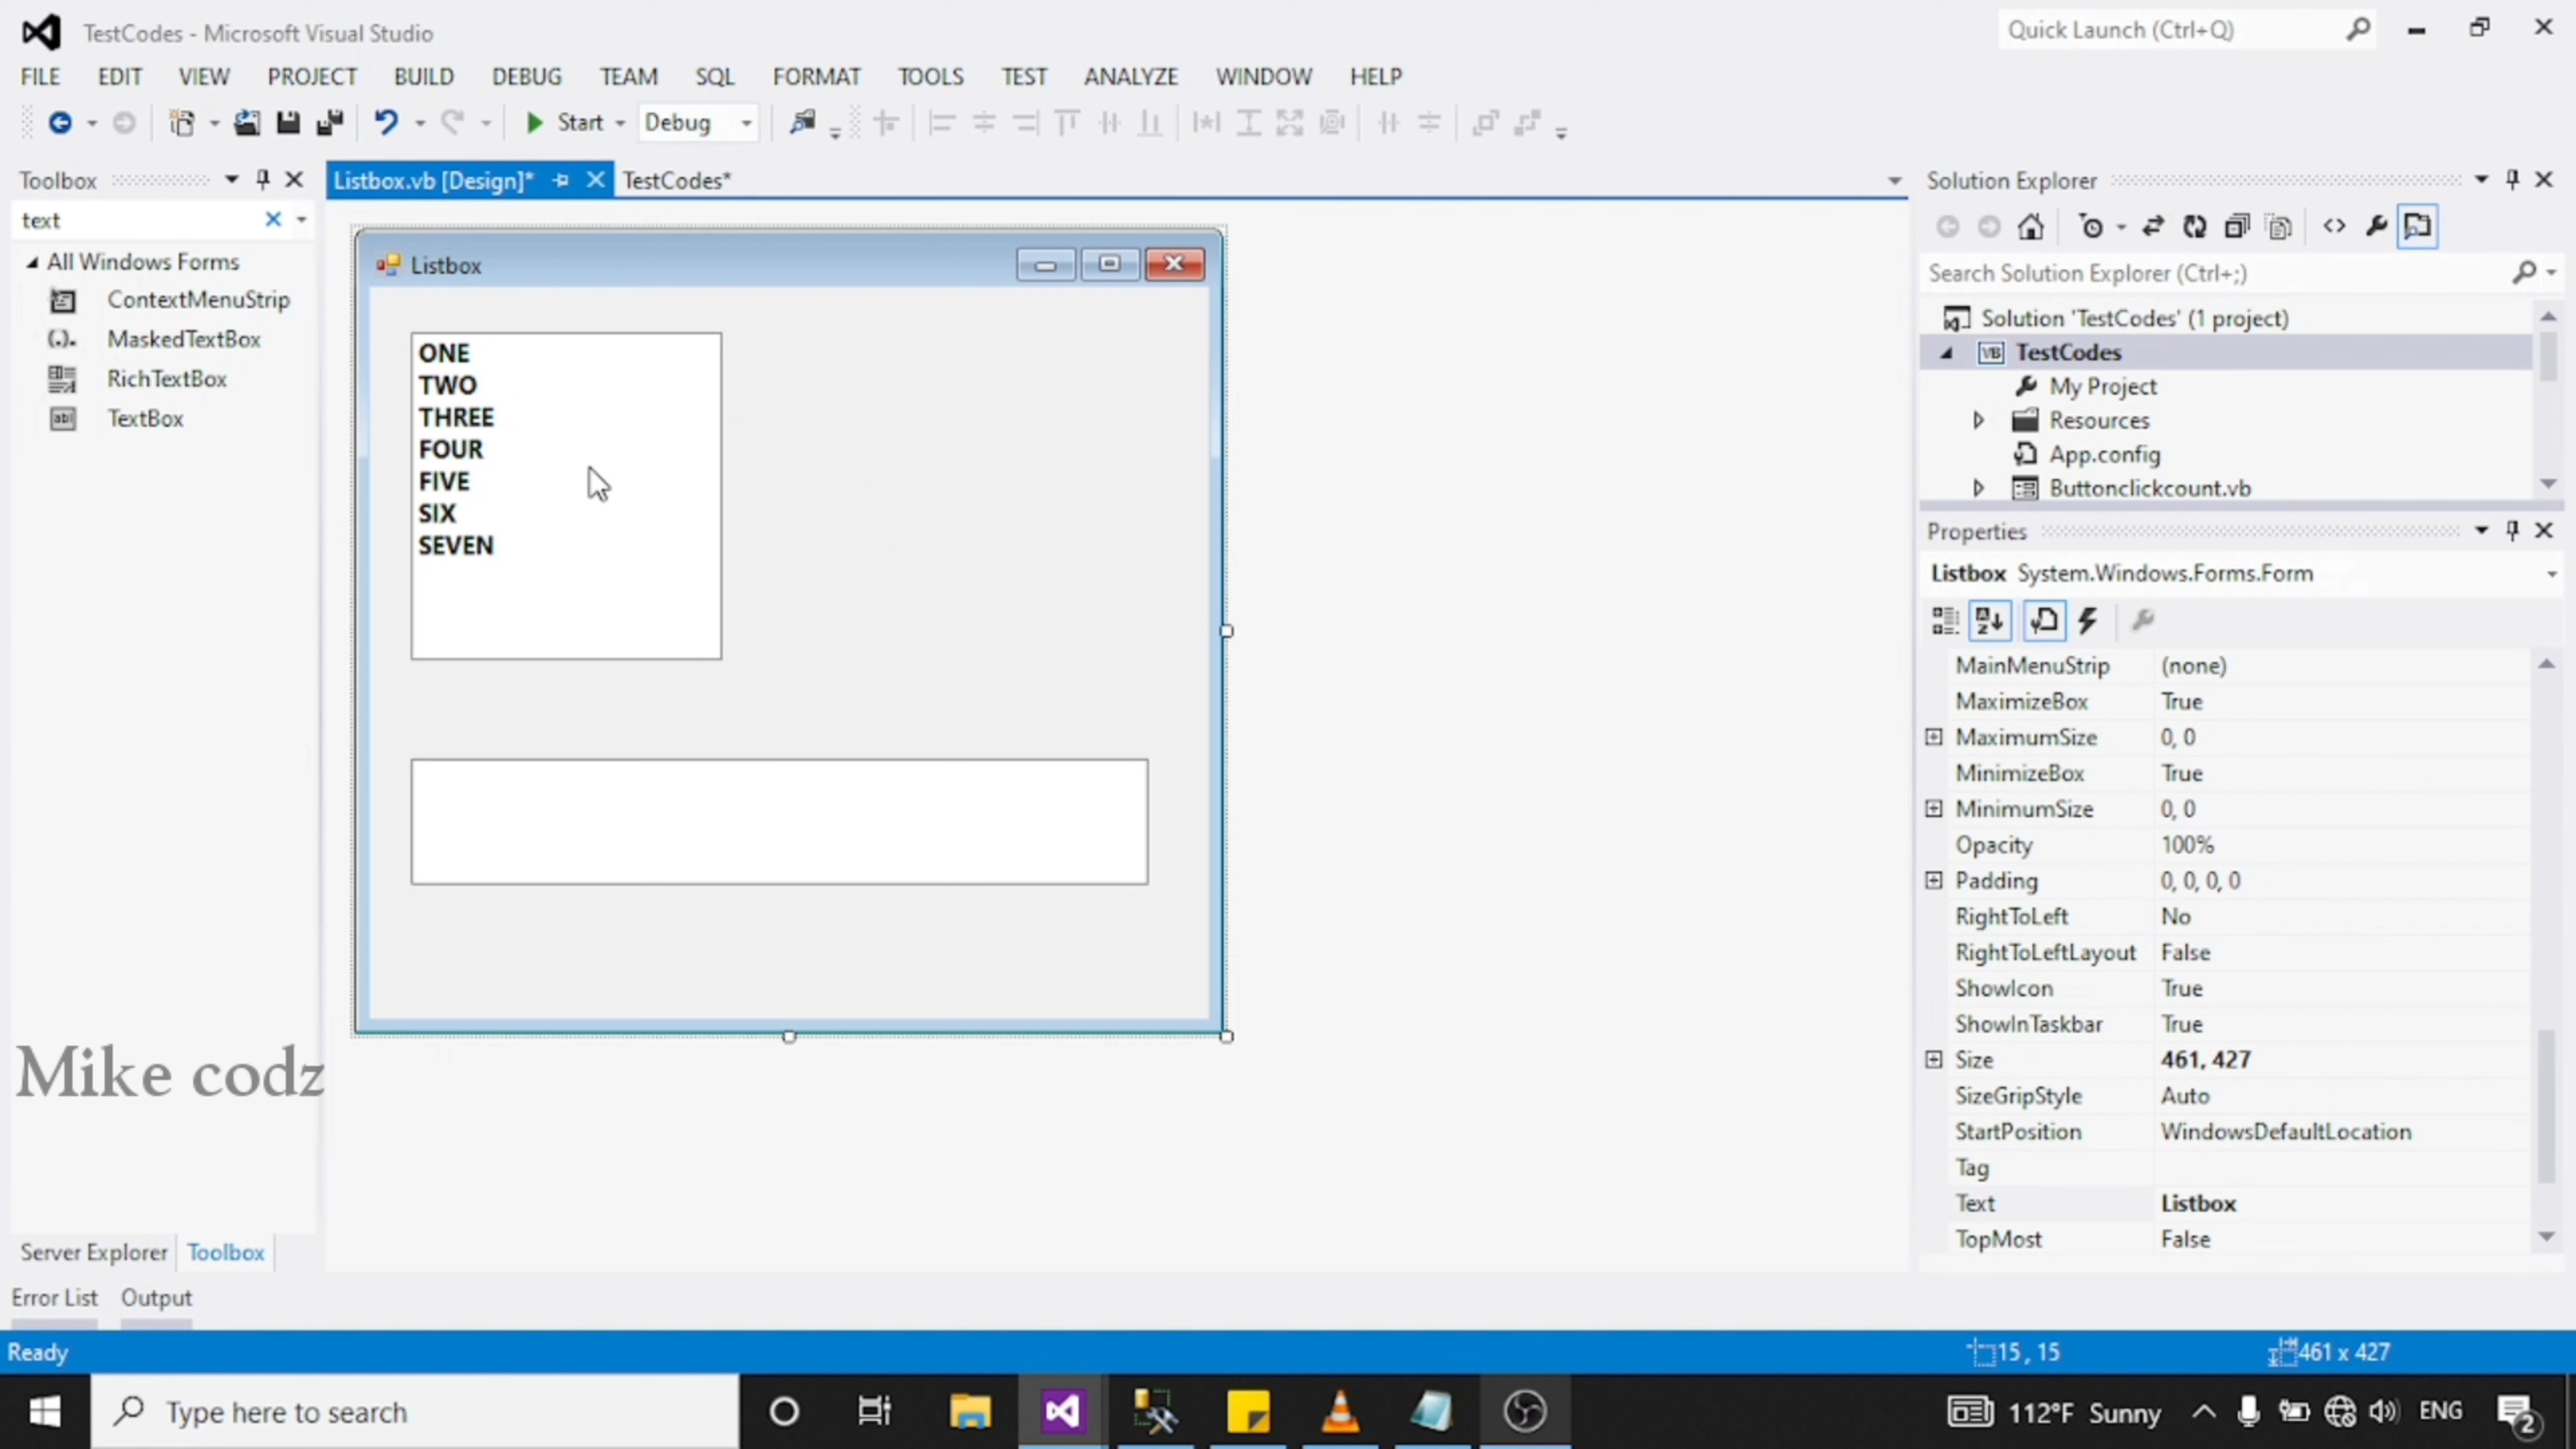 TestCodes - Microsoft Visual Studio
Quick Launch (Ctrl+Q)
FILE EDIT VIEW PROJECT BUILD DEBUG TEAM SQL FORMAT TOOLS TEST ANALYZE WINDOW HELP
Start Debug
Toolbox
text
All Windows Forms
ContextMenuStrip
MaskedTextBox
RichTextBox
TextBox
Listbox.vb [Design]* TestCodes*
Listbox
ONE
TWO
THREE
FOUR
FIVE
SIX
SEVEN
Mike codz
Server Explorer Toolbox
Error List Output
Solution Explorer
Search Solution Explorer (Ctrl+;)
Solution 'TestCodes' (1 project)
VB TestCodes
My Project
Resources
App.config
Buttonclickcount.vb
Properties
Listbox System.Windows.Forms.Form
MainMenuStrip (none)
MaximizeBox True
MaximumSize 0, 0
MinimizeBox True
MinimumSize 0, 0
Opacity 100%
Padding 0, 0, 0, 0
RightToLeft No
RightToLeftLayout False
ShowIcon True
ShowInTaskbar True
Size 461, 427
SizeGripStyle Auto
StartPosition WindowsDefaultLocation
Tag
Text Listbox
TopMost False
Ready 15 , 15 461 x 427
Type here to search 112°F Sunny ENG 2